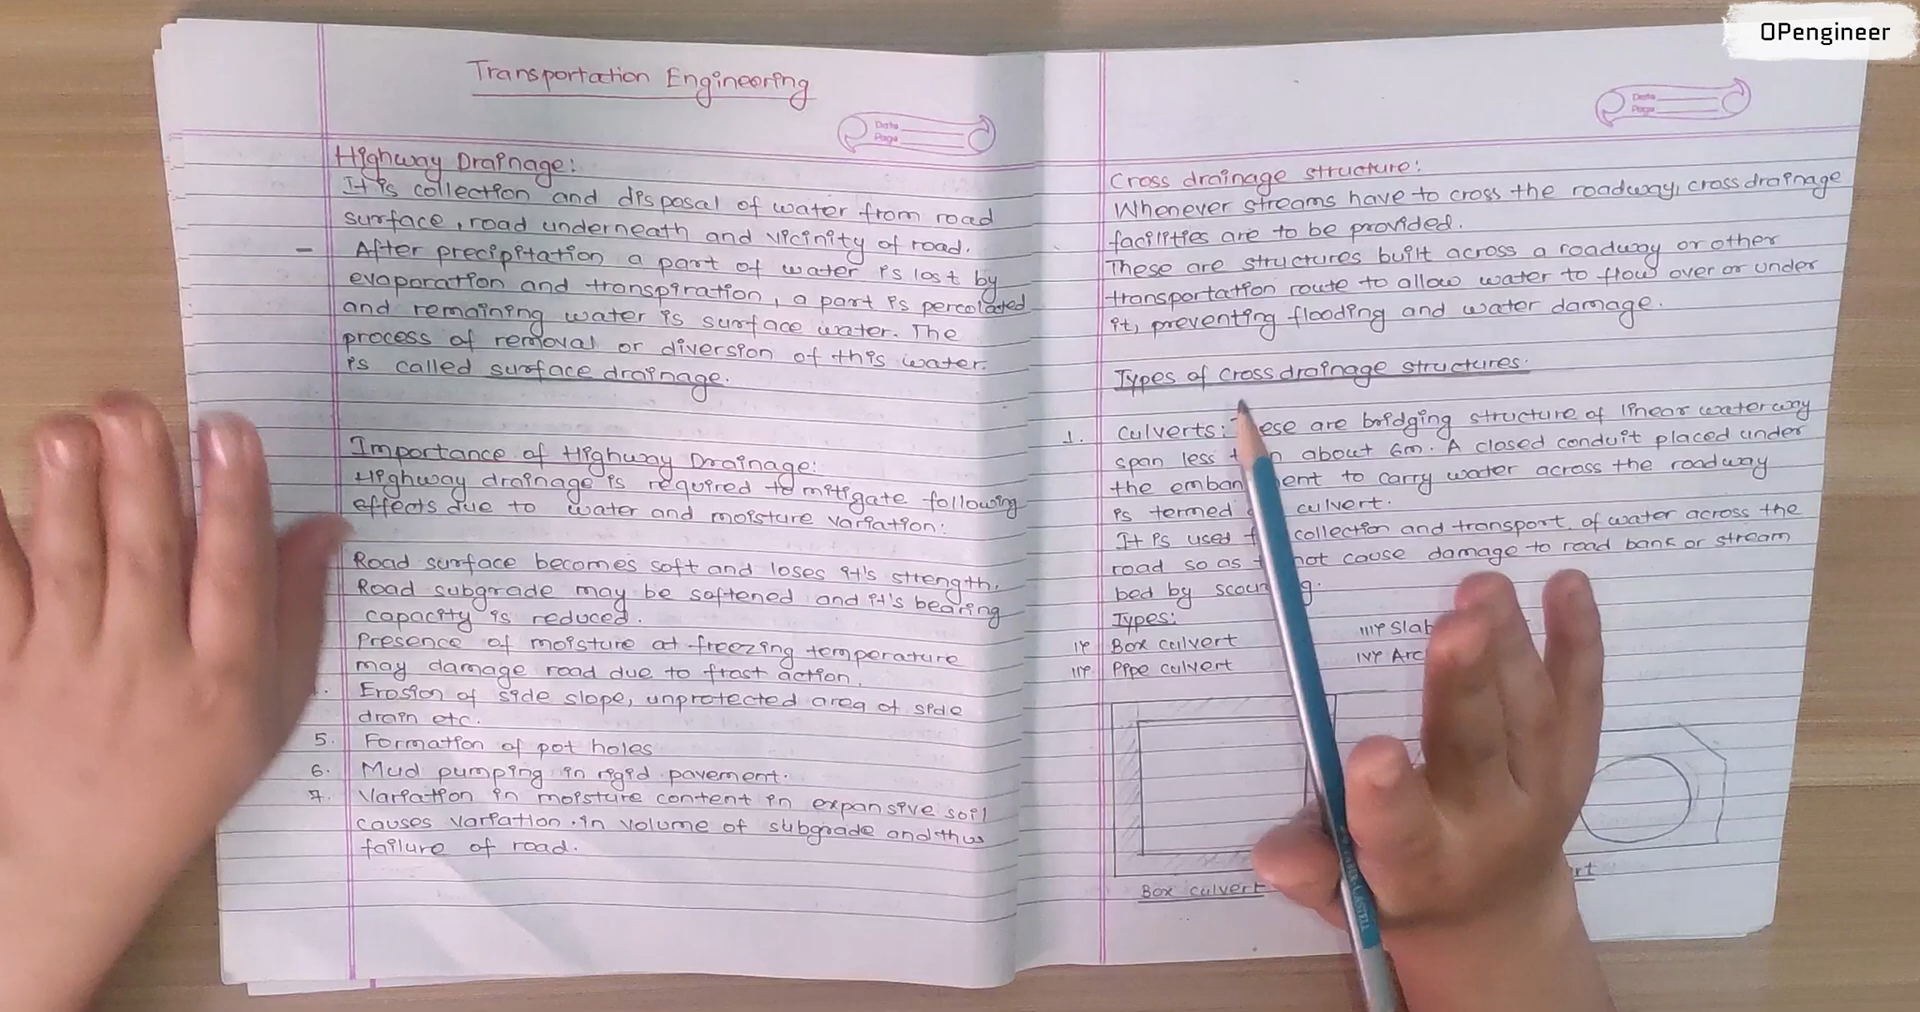 OPengineer
Transportation Engineering
Date
Page
Highway Drainage:
It is collection and disposal of water from road
surface, road underneath and vicinity of road.
- After precipitation a part of water is lost by
evaporation and transpiration, a part is percolated
and remaining water is surface water. The
process of removal or diversion of this water
is called surface drainage.
Importance of Highway Drainage:
Highway drainage is required to mitigate following
effects due to water and moisture variation:
Road surface becomes soft and loses it's strength.
Road subgrade may be softened and it's bearing
capacity is reduced.
Presence of moisture at freezing temperature
may damage road due to frost action.
Erosion of side slope, unprotected area of side
drain etc.
5. Formation of pot holes
6. Mud pumping in rigid pavement.
7. Variation in moisture content in expansive soil
causes variation in volume of subgrade and thus
failure of road.
Date
Page
Cross drainage structure:
Whenever streams have to cross the roadway, cross drainage
facilities are to be provided.
These are structures built across a roadway or other
transportation route to allow water to flow over or under
it, preventing flooding and water damage.
Types of cross drainage structures:
1. Culverts: These are bridging structure of linear waterway
span less about 6m. A closed conduit placed under
the to carry water across the roadway
is termed culvert.
It is used collection and transport of water across the
road so as not cause damage to road bank or stream
bed by
Types:
i) Box culvert
iii) Slab
ii) Pipe culvert
iv)
Box culvert
FABER-CASTELL